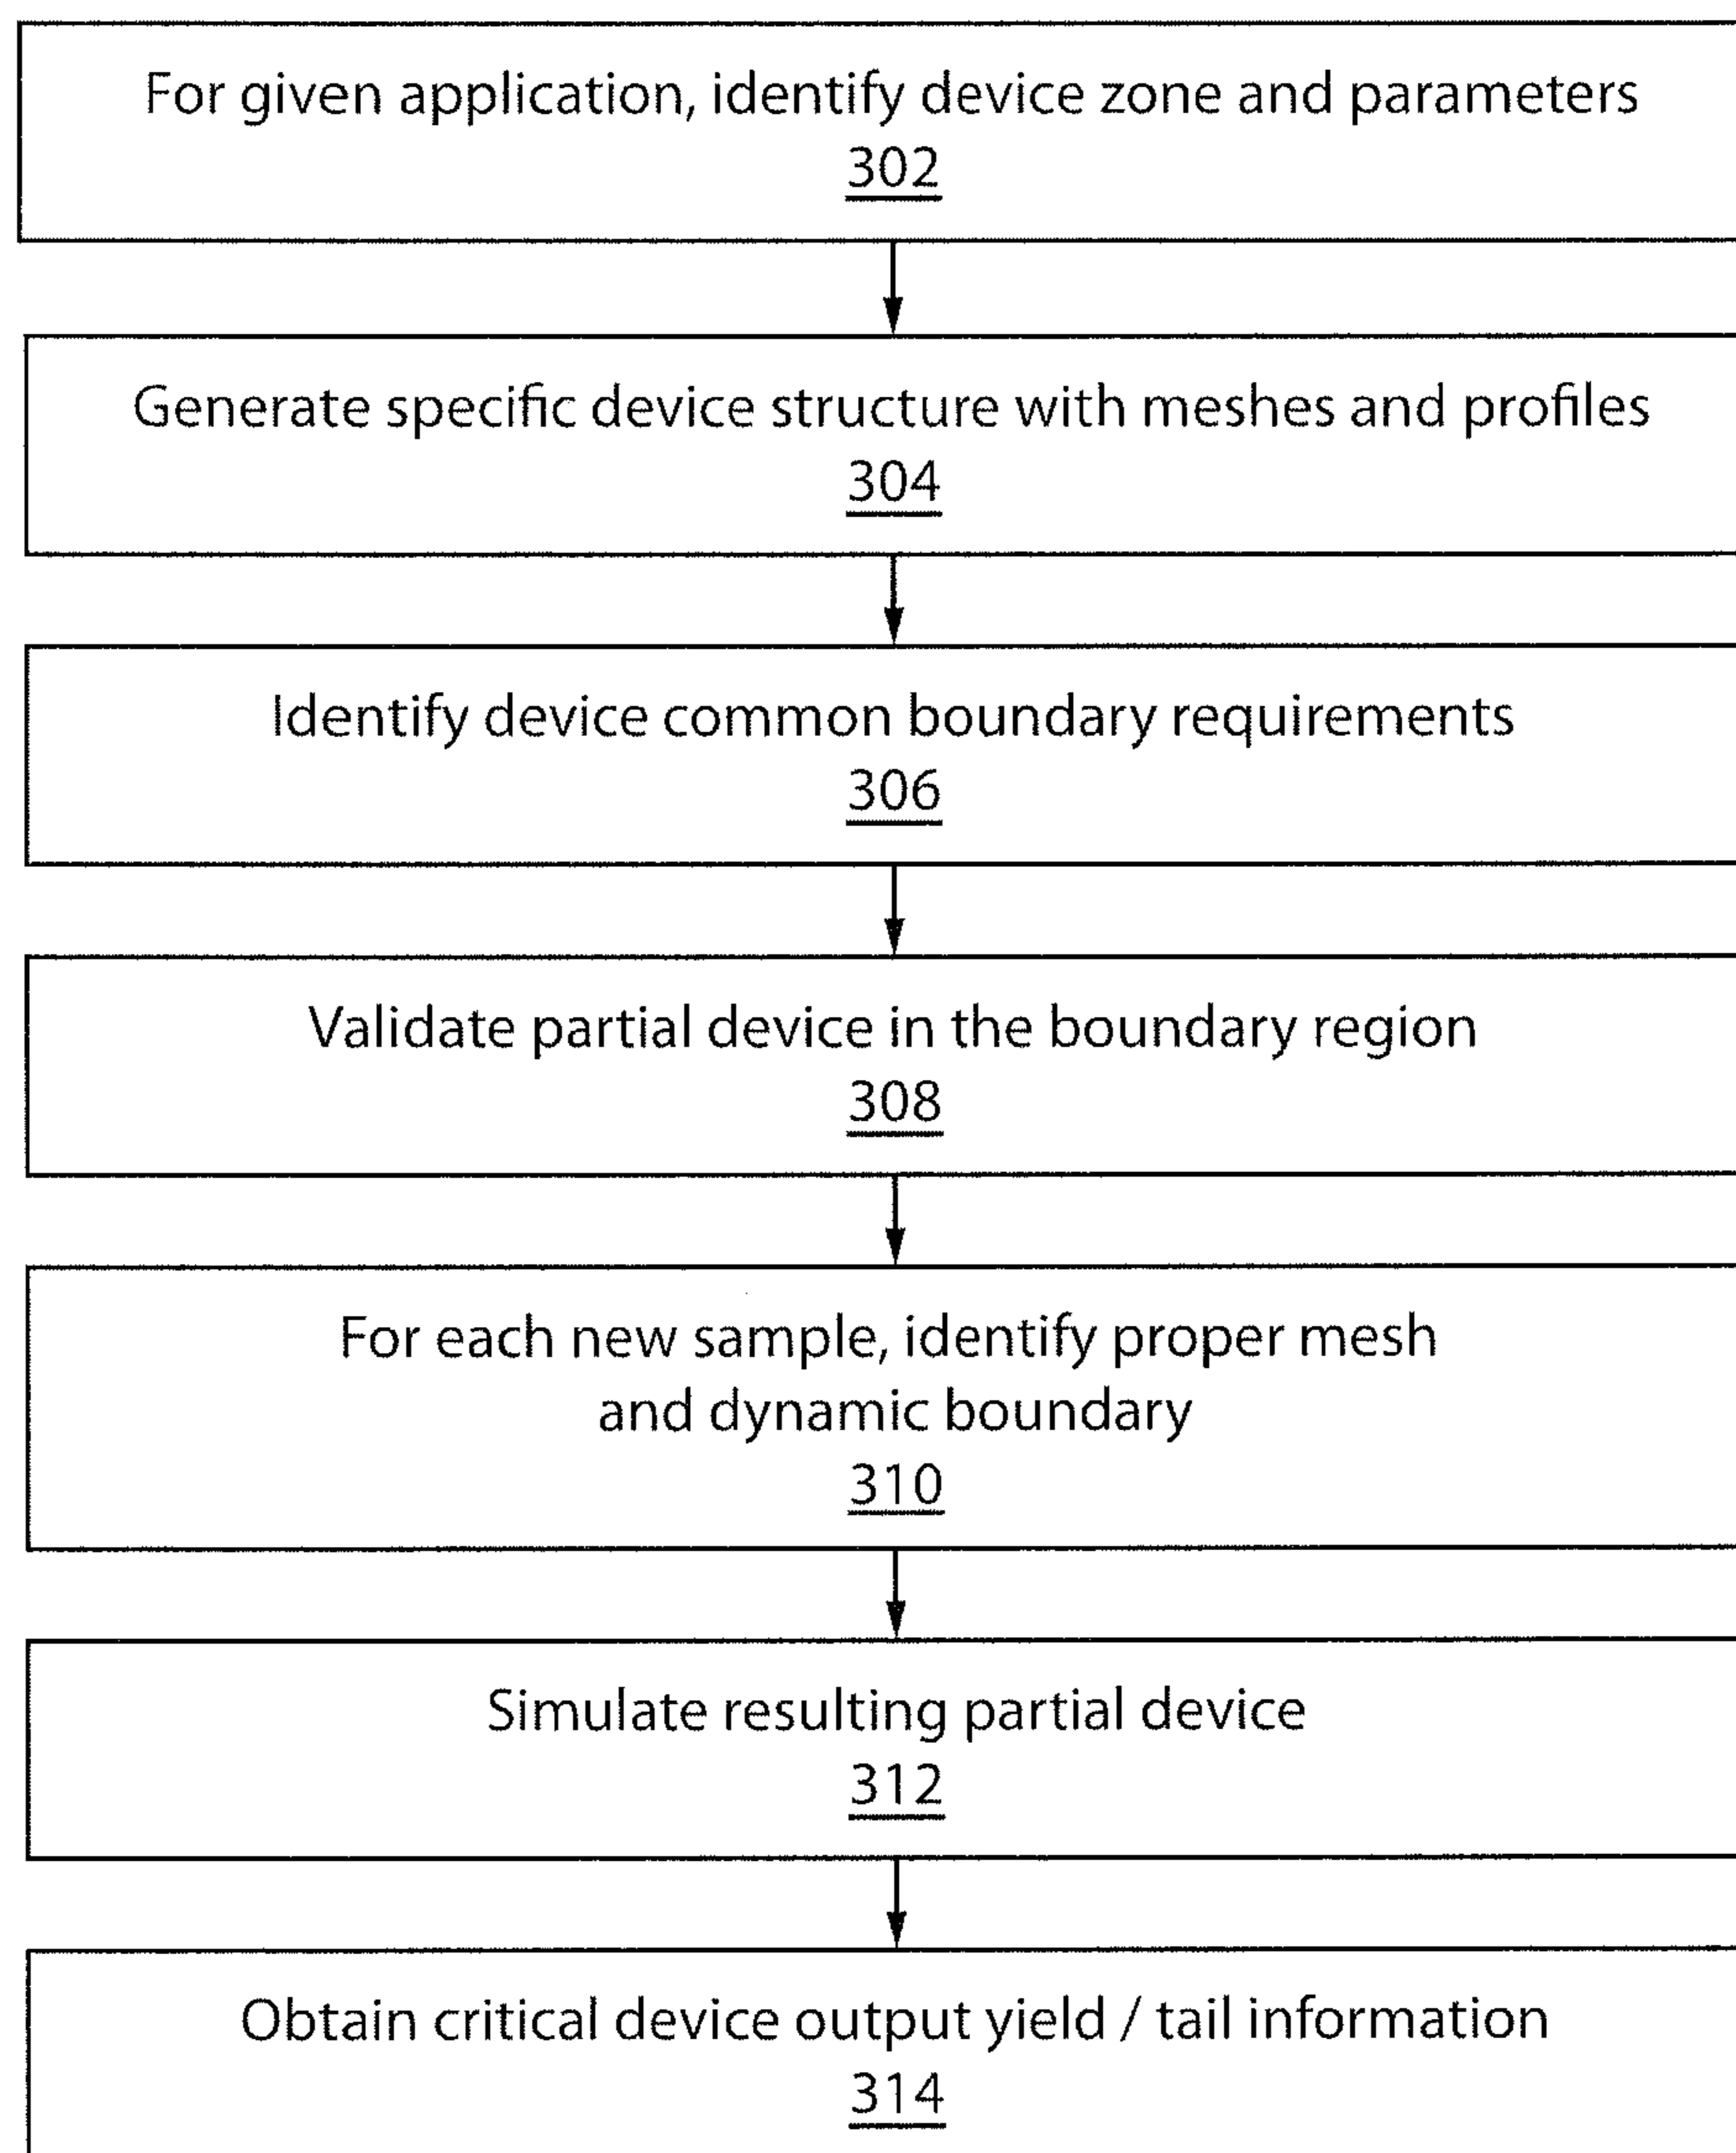 For given application, identify device zone and parameters
302
Generate specific device structure with meshes and profiles
304
Identify device common boundary requirements
306
Validate partial device in the boundary region
308
For each new sample, identify proper mesh
and dynamic boundary
310
Simulate resulting partial device
312
Obtain critical device output yield / tail information
314